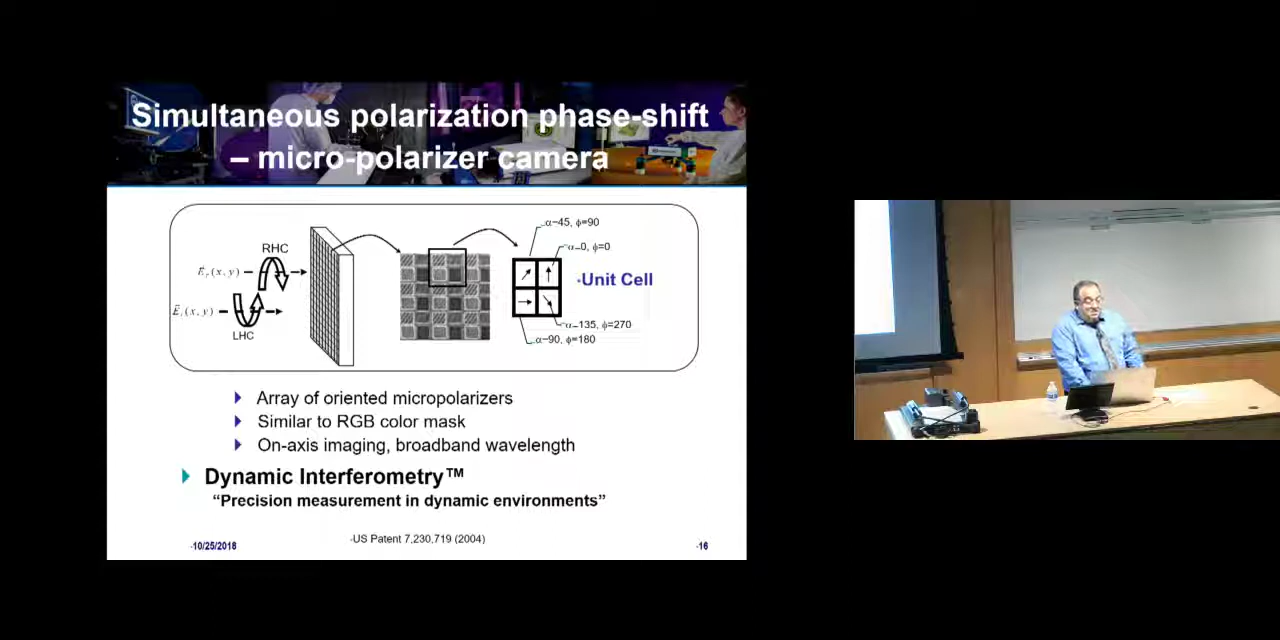 Simultaneous polarization phase-shift
– micro-polarizer camera
α=45, ϕ=90
RHC
α=0, ϕ=0
E⃗r(x, y)
·Unit Cell
E⃗t(x, y)
α=135, ϕ=270
LHC
α=90, ϕ=180
Array of oriented micropolarizers
Similar to RGB color mask
On-axis imaging, broadband wavelength
Dynamic Interferometry™
“Precision measurement in dynamic environments”
·US Patent 7,230,719 (2004)
·10/25/2018
·16